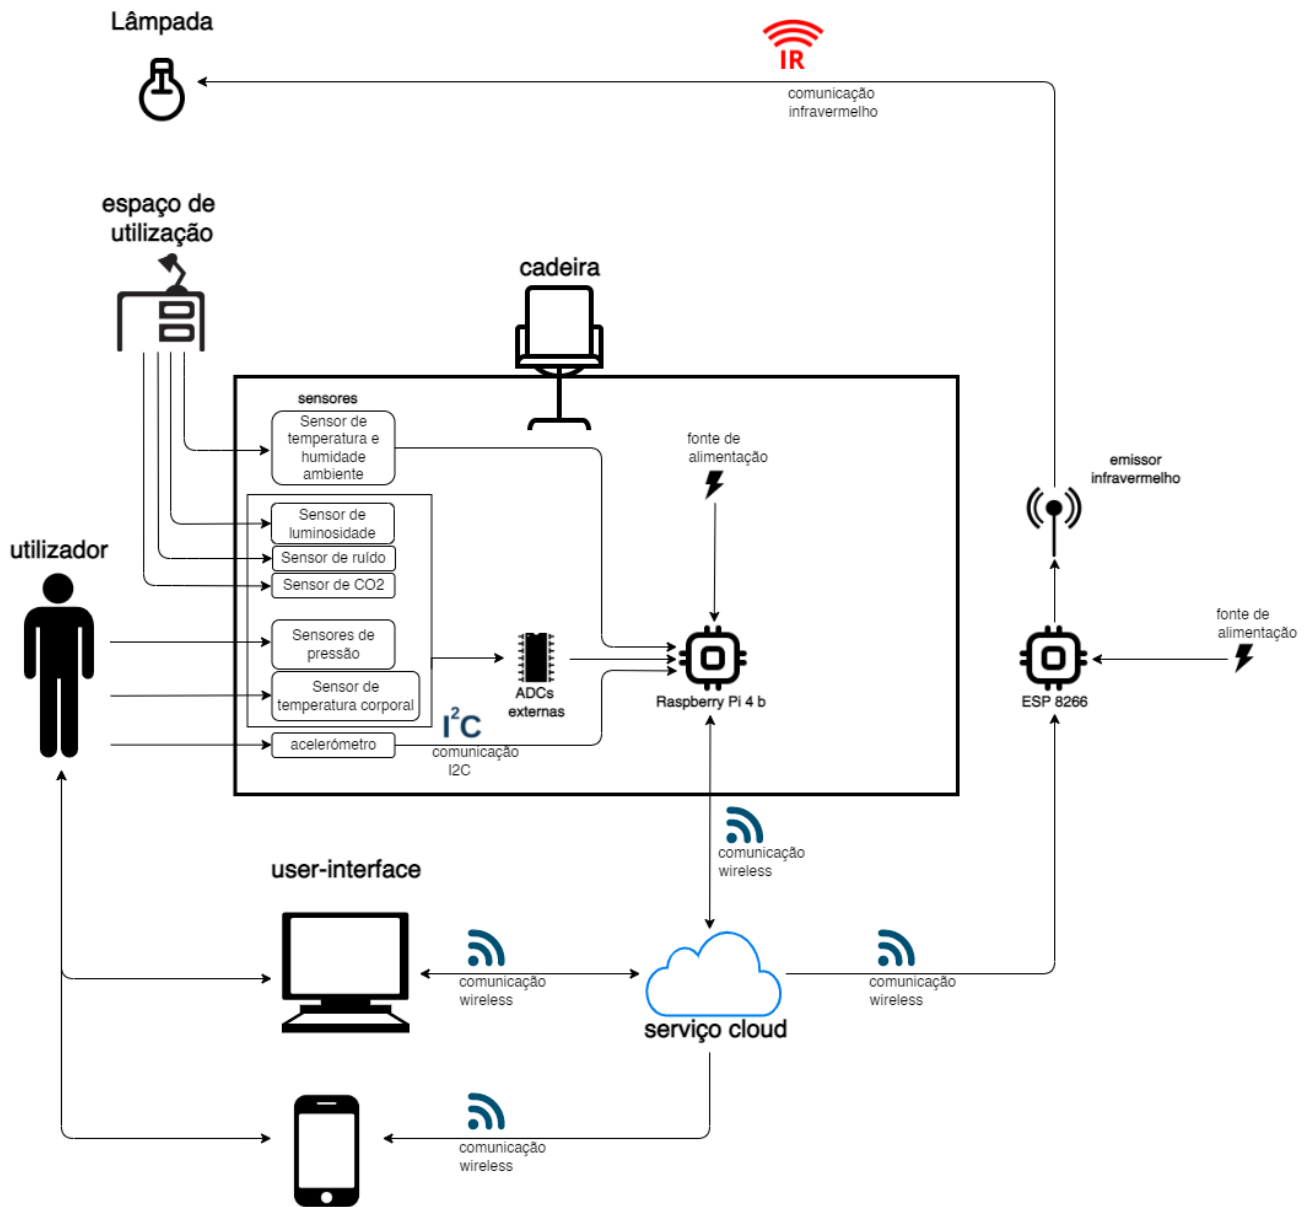 Lâmpada
IR
comunicação
infravermelho
espaço de
utilização
cadeira
sensores
Sensor de
temperatura e
humidade
ambiente
fonte de
alimentação
emissor
infravermelho
Sensor de
luminosidade
Sensor de ruído
Sensor de CO2
utilizador
Sensores de
pressão
Sensor de
temperatura corporal
acelerómetro
I²C
comunicação
I2C
ADCs
externas
Raspberry Pi 4 b
ESP 8266
fonte de
alimentação
comunicação
wireless
user-interface
comunicação
wireless
serviço cloud
comunicação
wireless
comunicação
wireless